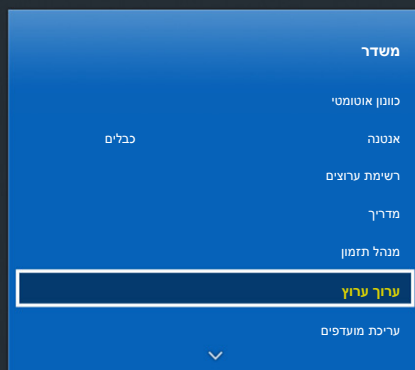 משדר
כוונון אוטומטי
אנטנה כבלים
רשימת ערוצים
מדריך
מנהל תזמון
ערוך ערוץ
עריכת מועדפים